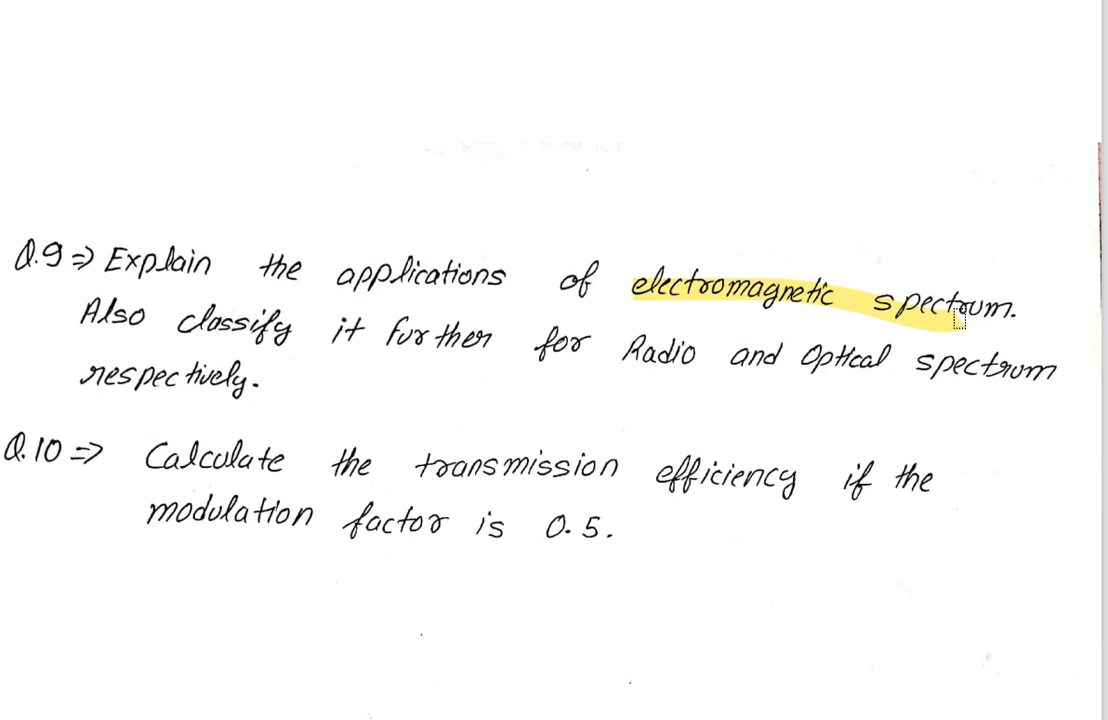 Q.9 => Explain the applications of electromagnetic spectrum.
Also classify it further for Radio and Optical spectrum
respectively.
Q.10 => Calculate the transmission efficiency if the
modulation factor is 0.5.